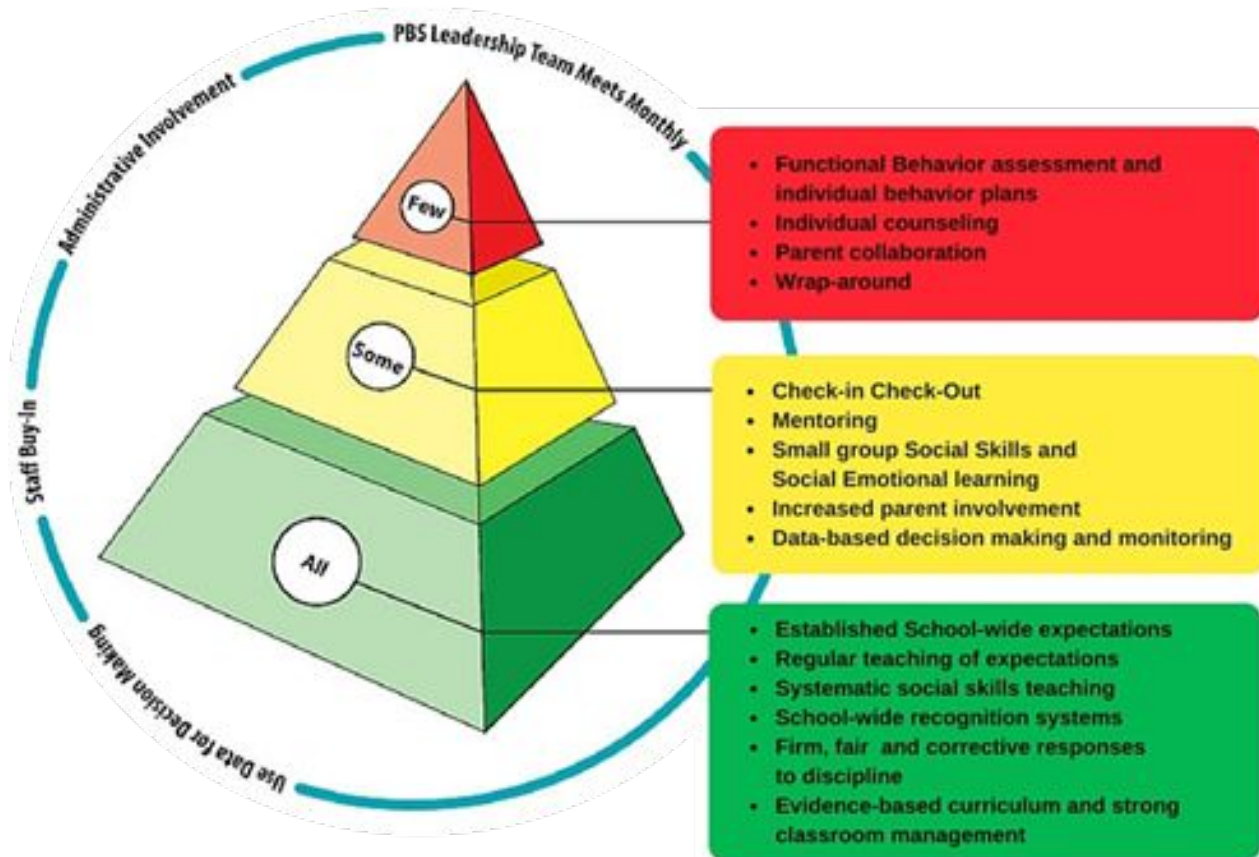 PBS Leadership Team Meets Monthly
Administrative Involvement
Staff Buy-In
Use Data for Decision Making
Few
• Functional Behavior assessment and
individual behavior plans
• Individual counseling
• Parent collaboration
• Wrap-around
Some
• Check-in Check-Out
• Mentoring
• Small group Social Skills and
Social Emotional learning
• Increased parent involvement
• Data-based decision making and monitoring
All
• Established School-wide expectations
• Regular teaching of expectations
• Systematic social skills teaching
• School-wide recognition systems
• Firm, fair and corrective responses
to discipline
• Evidence-based curriculum and strong
classroom management